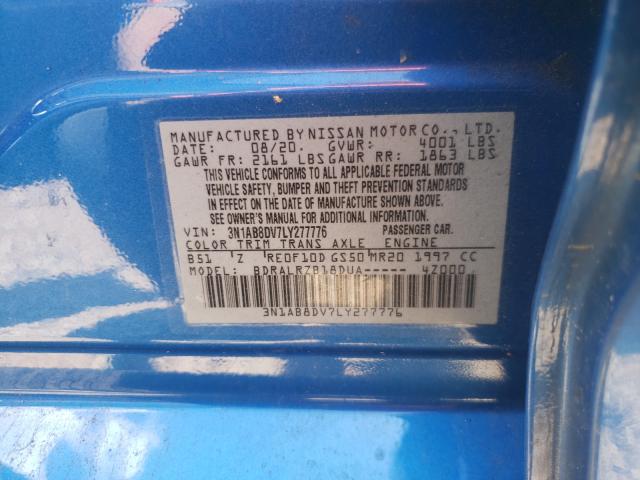 MANUFACTURED BY NISSAN MOTOR CO., LTD.
DATE: 08/20. GVWR: 4001 LBS
GAWR FR: 2161 LBS GAWR RR: 1863 LBS
THIS VEHICLE CONFORMS TO ALL APPLICABLE FEDERAL MOTOR
VEHICLE SAFETY, BUMPER AND THEFT PREVENTION STANDARDS
IN EFFECT ON THE DATE OF MANUFACTURE SHOWN ABOVE.
SEE OWNER'S MANUAL FOR ADDITIONAL INFORMATION.
VIN: 3N1AB8DV7LY277776 PASSENGER CAR.
COLOR TRIM TRANS AXLE ENGINE
B51 'Z RE0F10D GS50 MR20 1997 CC
MODEL: BDRALRZB18DUA----- 4Z000
3N1AB8DV7LY277776